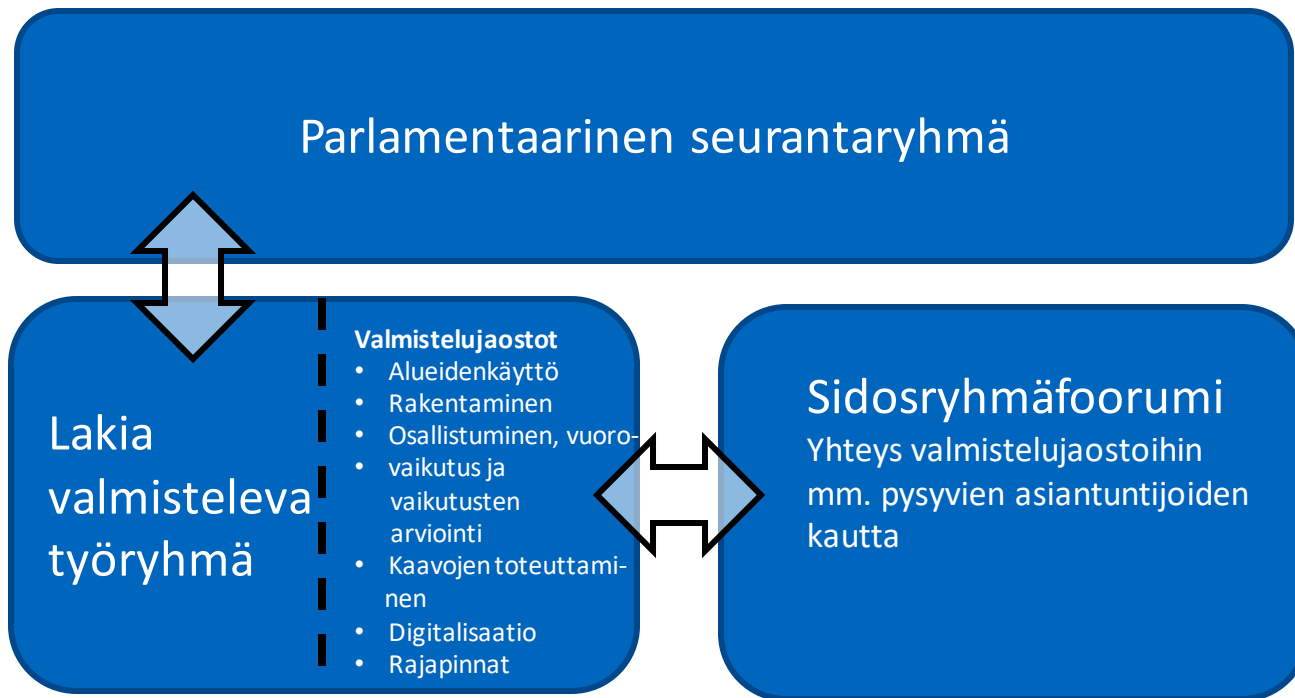 Parlamentaarinen seurantaryhmä
Lakia
valmisteleva
työryhmä
Valmistelujaostot
• Alueidenkäyttö
• Rakentaminen
• Osallistuminen, vuoro-
• vaikutus ja
vaikutusten
arviointi
• Kaavojen toteuttami-
nen
• Digitalisaatio
• Rajapinnat
Sidosryhmäfoorumi
Yhteys valmistelujaostoihin
mm. pysyvien asiantuntijoiden
kautta